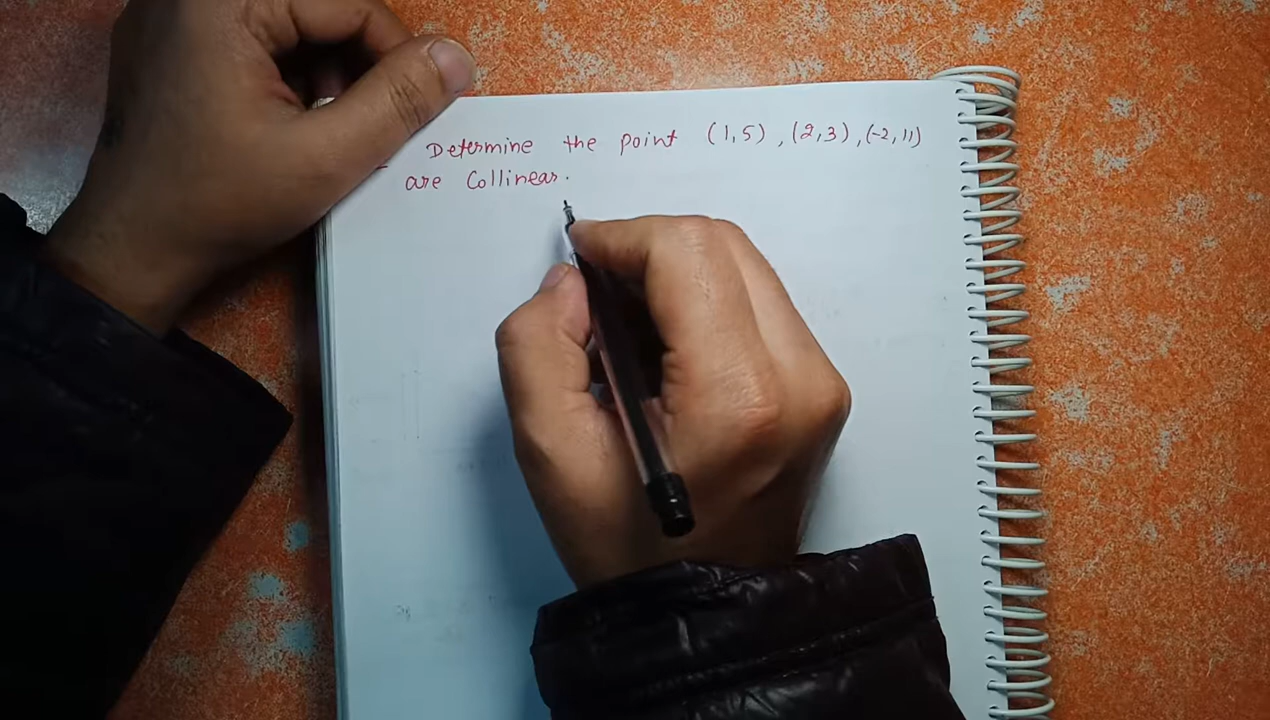 Determine the point (1,5) , (2,3) , (-2, 11)
are Collinear.